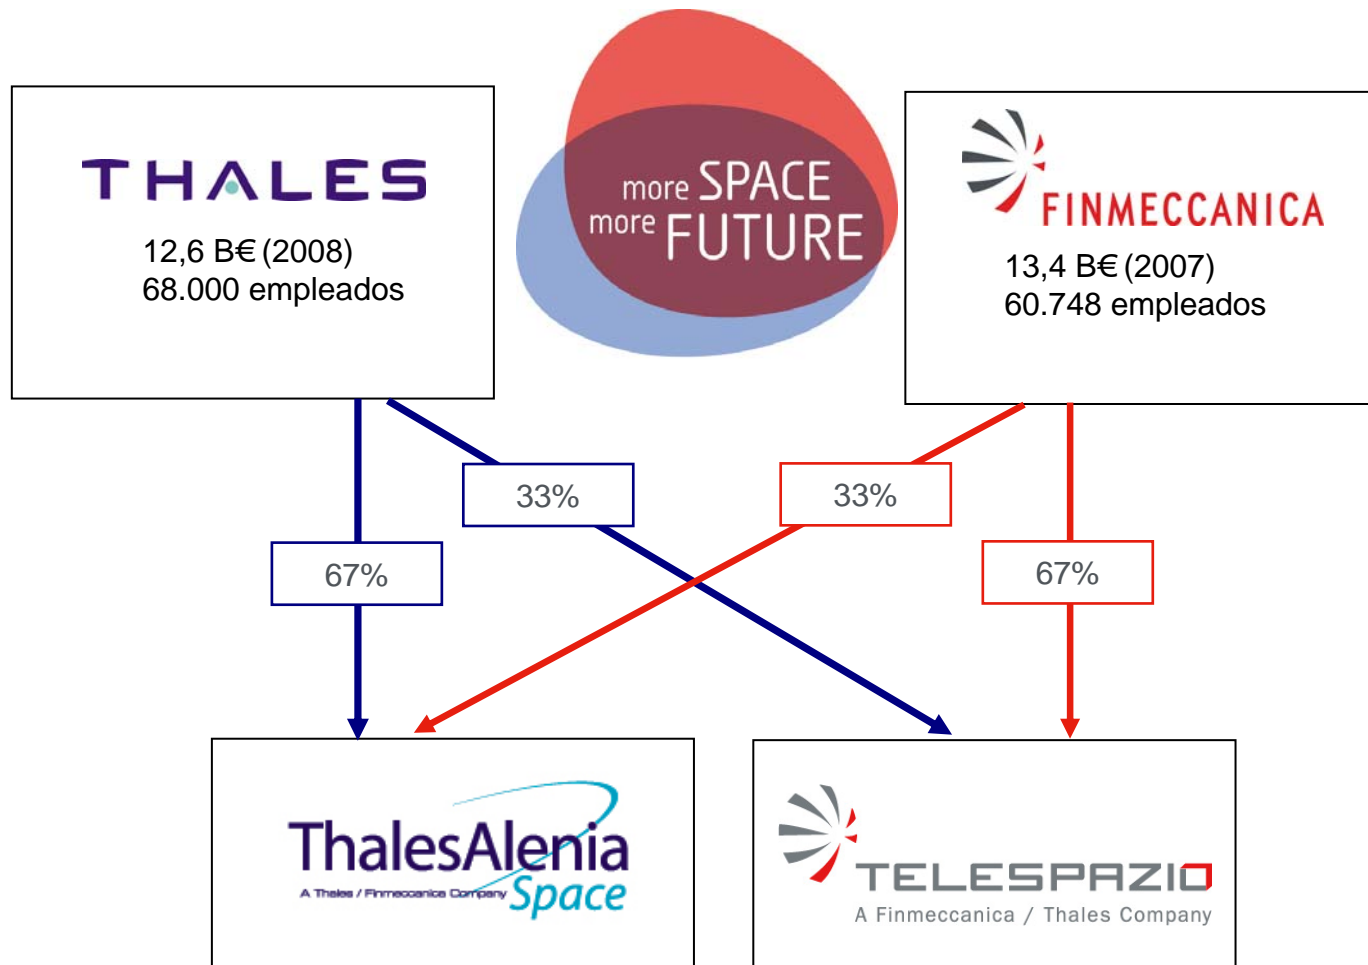 THALES
12,6 B€ (2008)
68.000 empleados
more SPACE
more FUTURE
FINMECCANICA
13,4 B€ (2007)
60.748 empleados
33%
33%
67%
67%
ThalesAlenia
A Thales / Finmeccanica Company Space
TELESPAZIO
A Finmeccanica / Thales Company